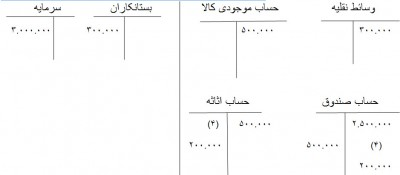 وسائط نقلیه
حساب موجودی کالا
بستانکاران
سرمایه
۳۰۰,۰۰۰
۵۰۰,۰۰۰
۳۰۰,۰۰۰
۳,۰۰۰,۰۰۰
حساب صندوق
حساب اثاثه
۲,۵۰۰,۰۰۰
۵۰۰,۰۰۰
(۴)
(۴)
۵۰۰,۰۰۰
۲۰۰,۰۰۰
۲۰۰,۰۰۰